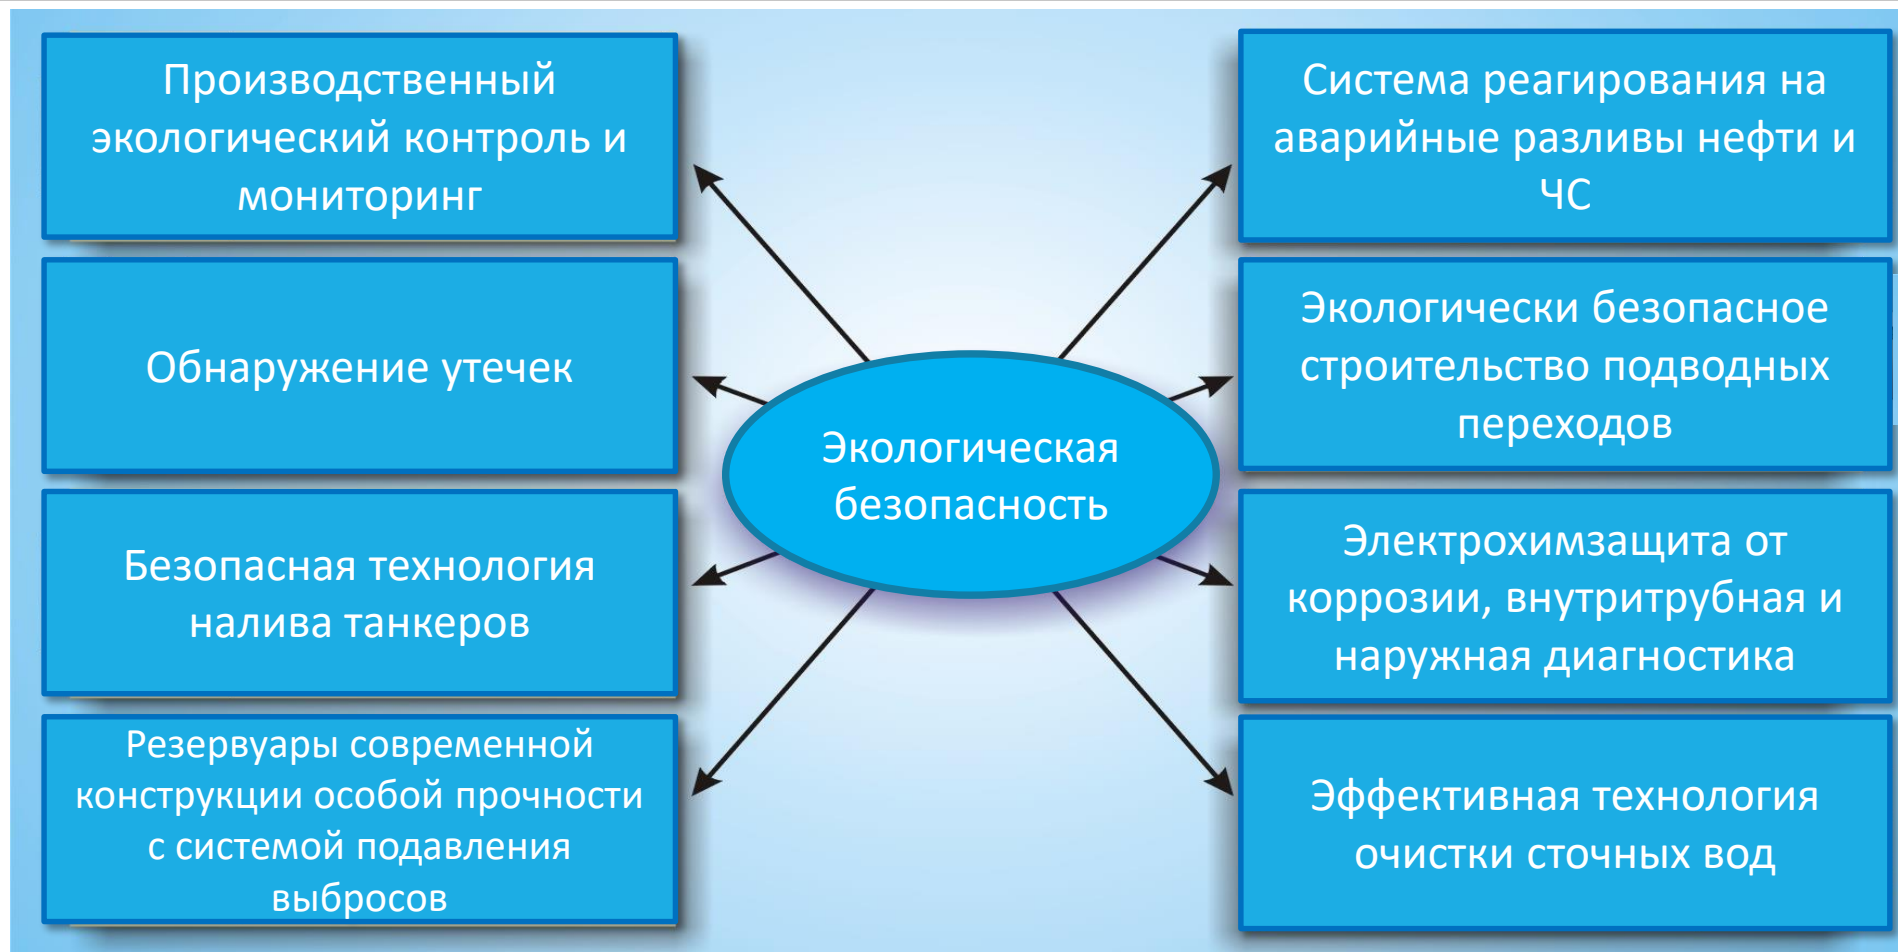 Производственный
экологический контроль и
мониторинг
Обнаружение утечек
Безопасная технология
налива танкеров
Резервуары современной
конструкции особой прочности
с системой подавления
выбросов
Экологическая
безопасность
Система реагирования на
аварийные разливы нефти и
ЧС
Экологически безопасное
строительство подводных
переходов
Электрохимзащита от
коррозии, внутритрубная и
наружная диагностика
Эффективная технология
очистки сточных вод